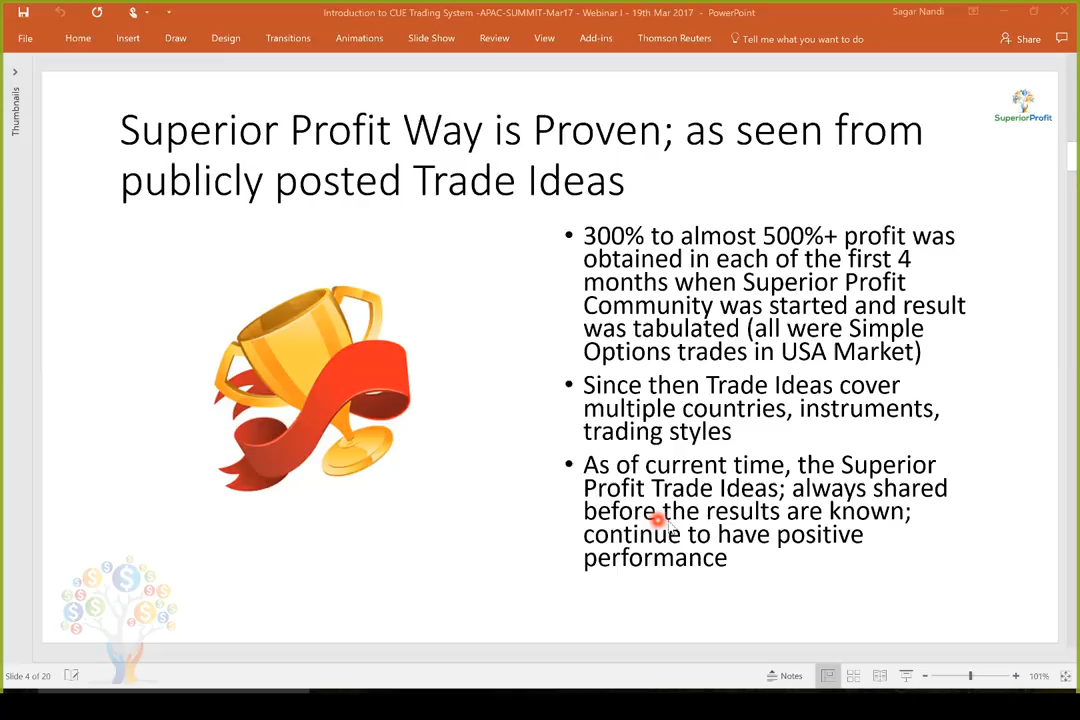 Introduction to CUE Trading System -APAC-SUMMIT-Mar17 - Webinar I - 19th Mar 2017 - PowerPoint
Sagar Nandi
File Home Insert Draw Design Transitions Animations Slide Show Review View Add-ins Thomson Reuters Tell me what you want to do Share
Thumbnails
SuperiorProfit
Superior Profit Way is Proven; as seen from
publicly posted Trade Ideas
• 300% to almost 500%+ profit was
obtained in each of the first 4
months when Superior Profit
Community was started and result
was tabulated (all were Simple
Options trades in USA Market)
• Since then Trade Ideas cover
multiple countries, instruments,
trading styles
• As of current time, the Superior
Profit Trade Ideas; always shared
before the results are known;
continue to have positive
performance
Slide 4 of 20 Notes 101%